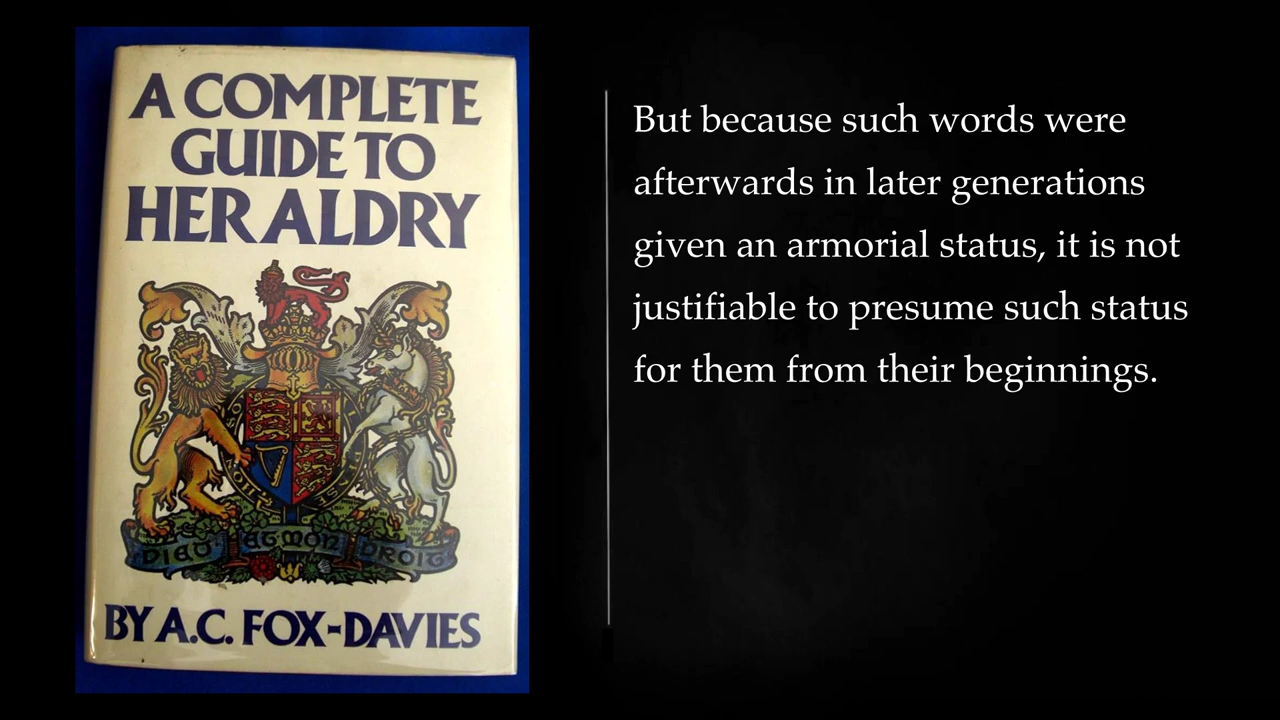 A COMPLETE
GUIDE TO
HERALDRY
DIEU ET MON DROIT
BY A.C. FOX-DAVIES
But because such words were
afterwards in later generations
given an armorial status, it is not
justifiable to presume such status
for them from their beginnings.